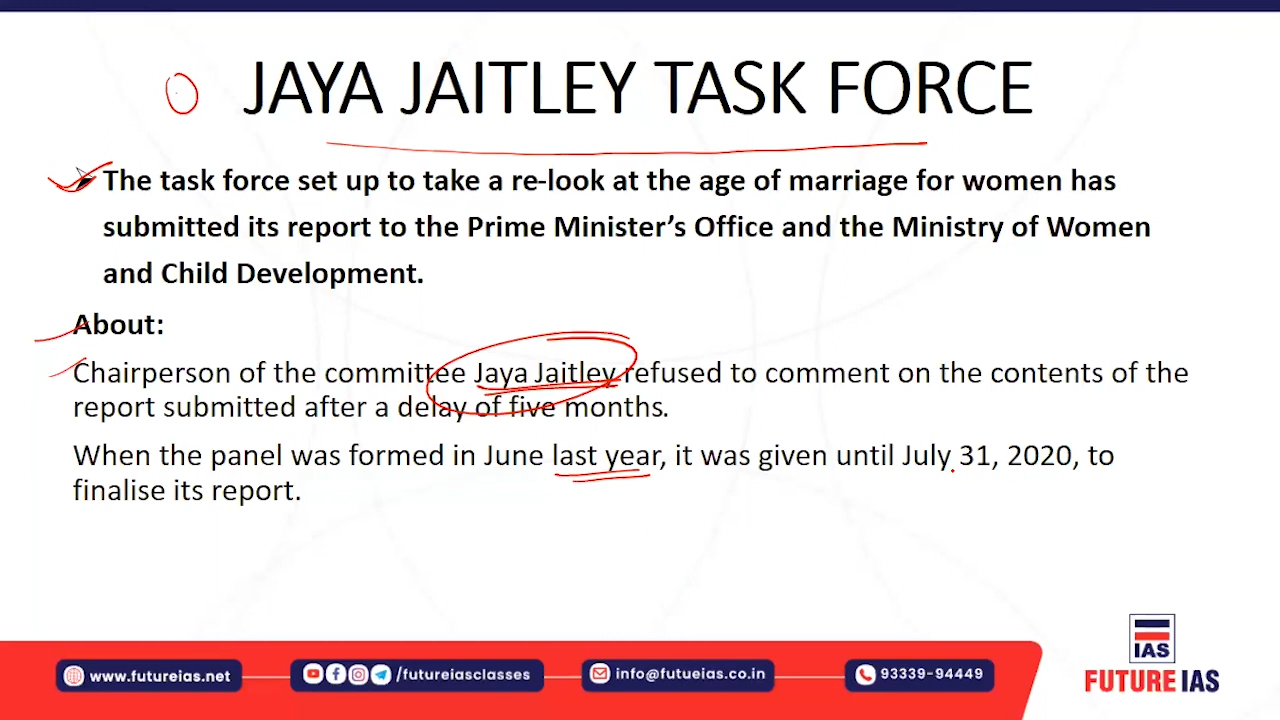 JAYA JAITLEY TASK FORCE
The task force set up to take a re-look at the age of marriage for women has
submitted its report to the Prime Minister’s Office and the Ministry of Women
and Child Development.
About:
Chairperson of the committee Jaya Jaitley refused to comment on the contents of the
report submitted after a delay of five months.
When the panel was formed in June last year, it was given until July 31, 2020, to
finalise its report.
IAS
www.futureias.net
/futureiasclasses
info@futueias.co.in
93339-94449
FUTURE IAS